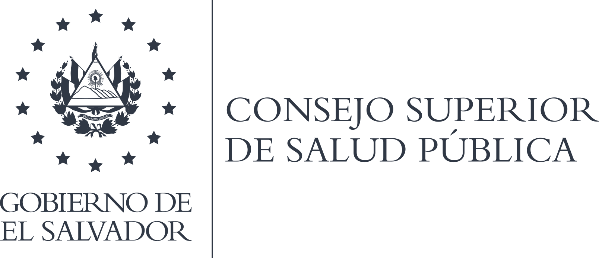 GOBIERNO DE
EL SALVADOR
CONSEJO SUPERIOR
DE SALUD PÚBLICA